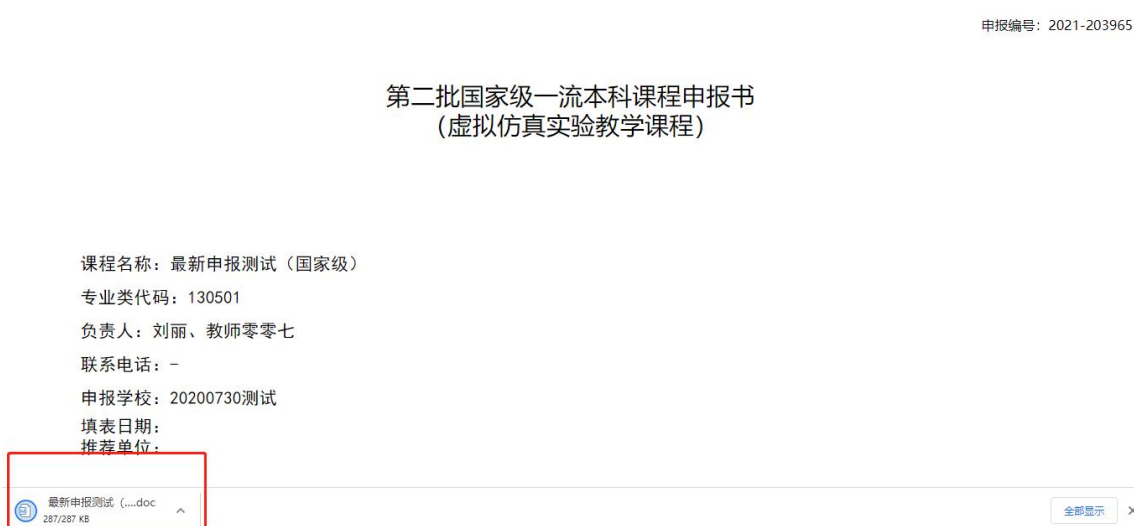 申报编号：2021-203965
第二批国家级一流本科课程申报书
（虚拟仿真实验教学课程）
课程名称：最新申报测试（国家级）
专业类代码：130501
负责人：刘丽、教师零零七
联系电话：-
申报学校：20200730测试
填表日期：
推荐单位：
最新申报测试（....doc
287/287 KB
全部显示